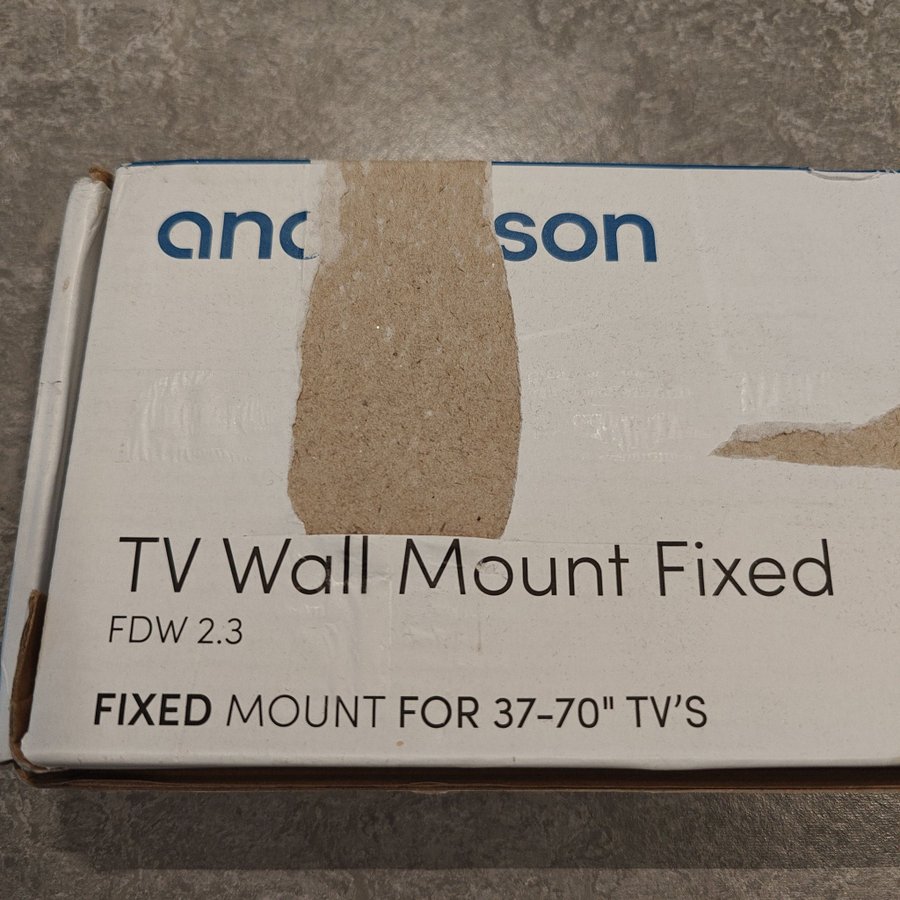 TV Wall Mount Fixed
FDW 2.3
FIXED MOUNT FOR 37-70" TV'S